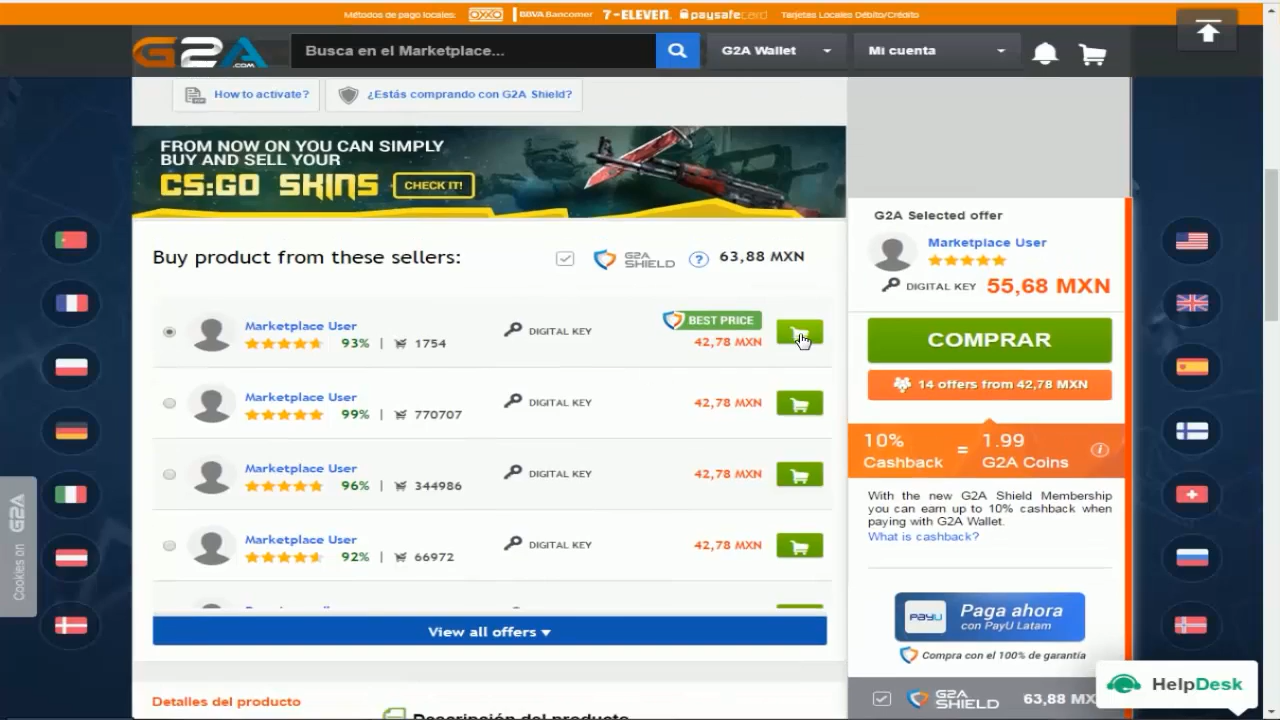 Métodos de pago locales: OXXO BBVA Bancomer 7-ELEVEN. paysafecard Tarjetas Locales Débito/Crédito
G2A.COM Busca en el Marketplace... G2A Wallet Mi cuenta
How to activate? ¿Estás comprando con G2A Shield?
FROM NOW ON YOU CAN SIMPLY
BUY AND SELL YOUR
CS:GO SKINS CHECK IT!
Buy product from these sellers: G2A SHIELD ? 63,88 MXN
Marketplace User
93% | 1754
DIGITAL KEY
BEST PRICE
42,78 MXN
Marketplace User
99% | 770707
DIGITAL KEY
42,78 MXN
Marketplace User
96% | 344986
DIGITAL KEY
42,78 MXN
Marketplace User
92% | 66972
DIGITAL KEY
42,78 MXN
View all offers
Detalles del producto
Descripción del producto
G2A Selected offer
Marketplace User
DIGITAL KEY 55,68 MXN
COMPRAR
14 offers from 42,78 MXN
10% = 1.99
Cashback G2A Coins
With the new G2A Shield Membership
you can earn up to 10% cashback when
paying with G2A Wallet.
What is cashback?
PayU Paga ahora
con PayU Latam
Compra con el 100% de garantía
G2A SHIELD 63,88 MX
HelpDesk
Cookies on G2A